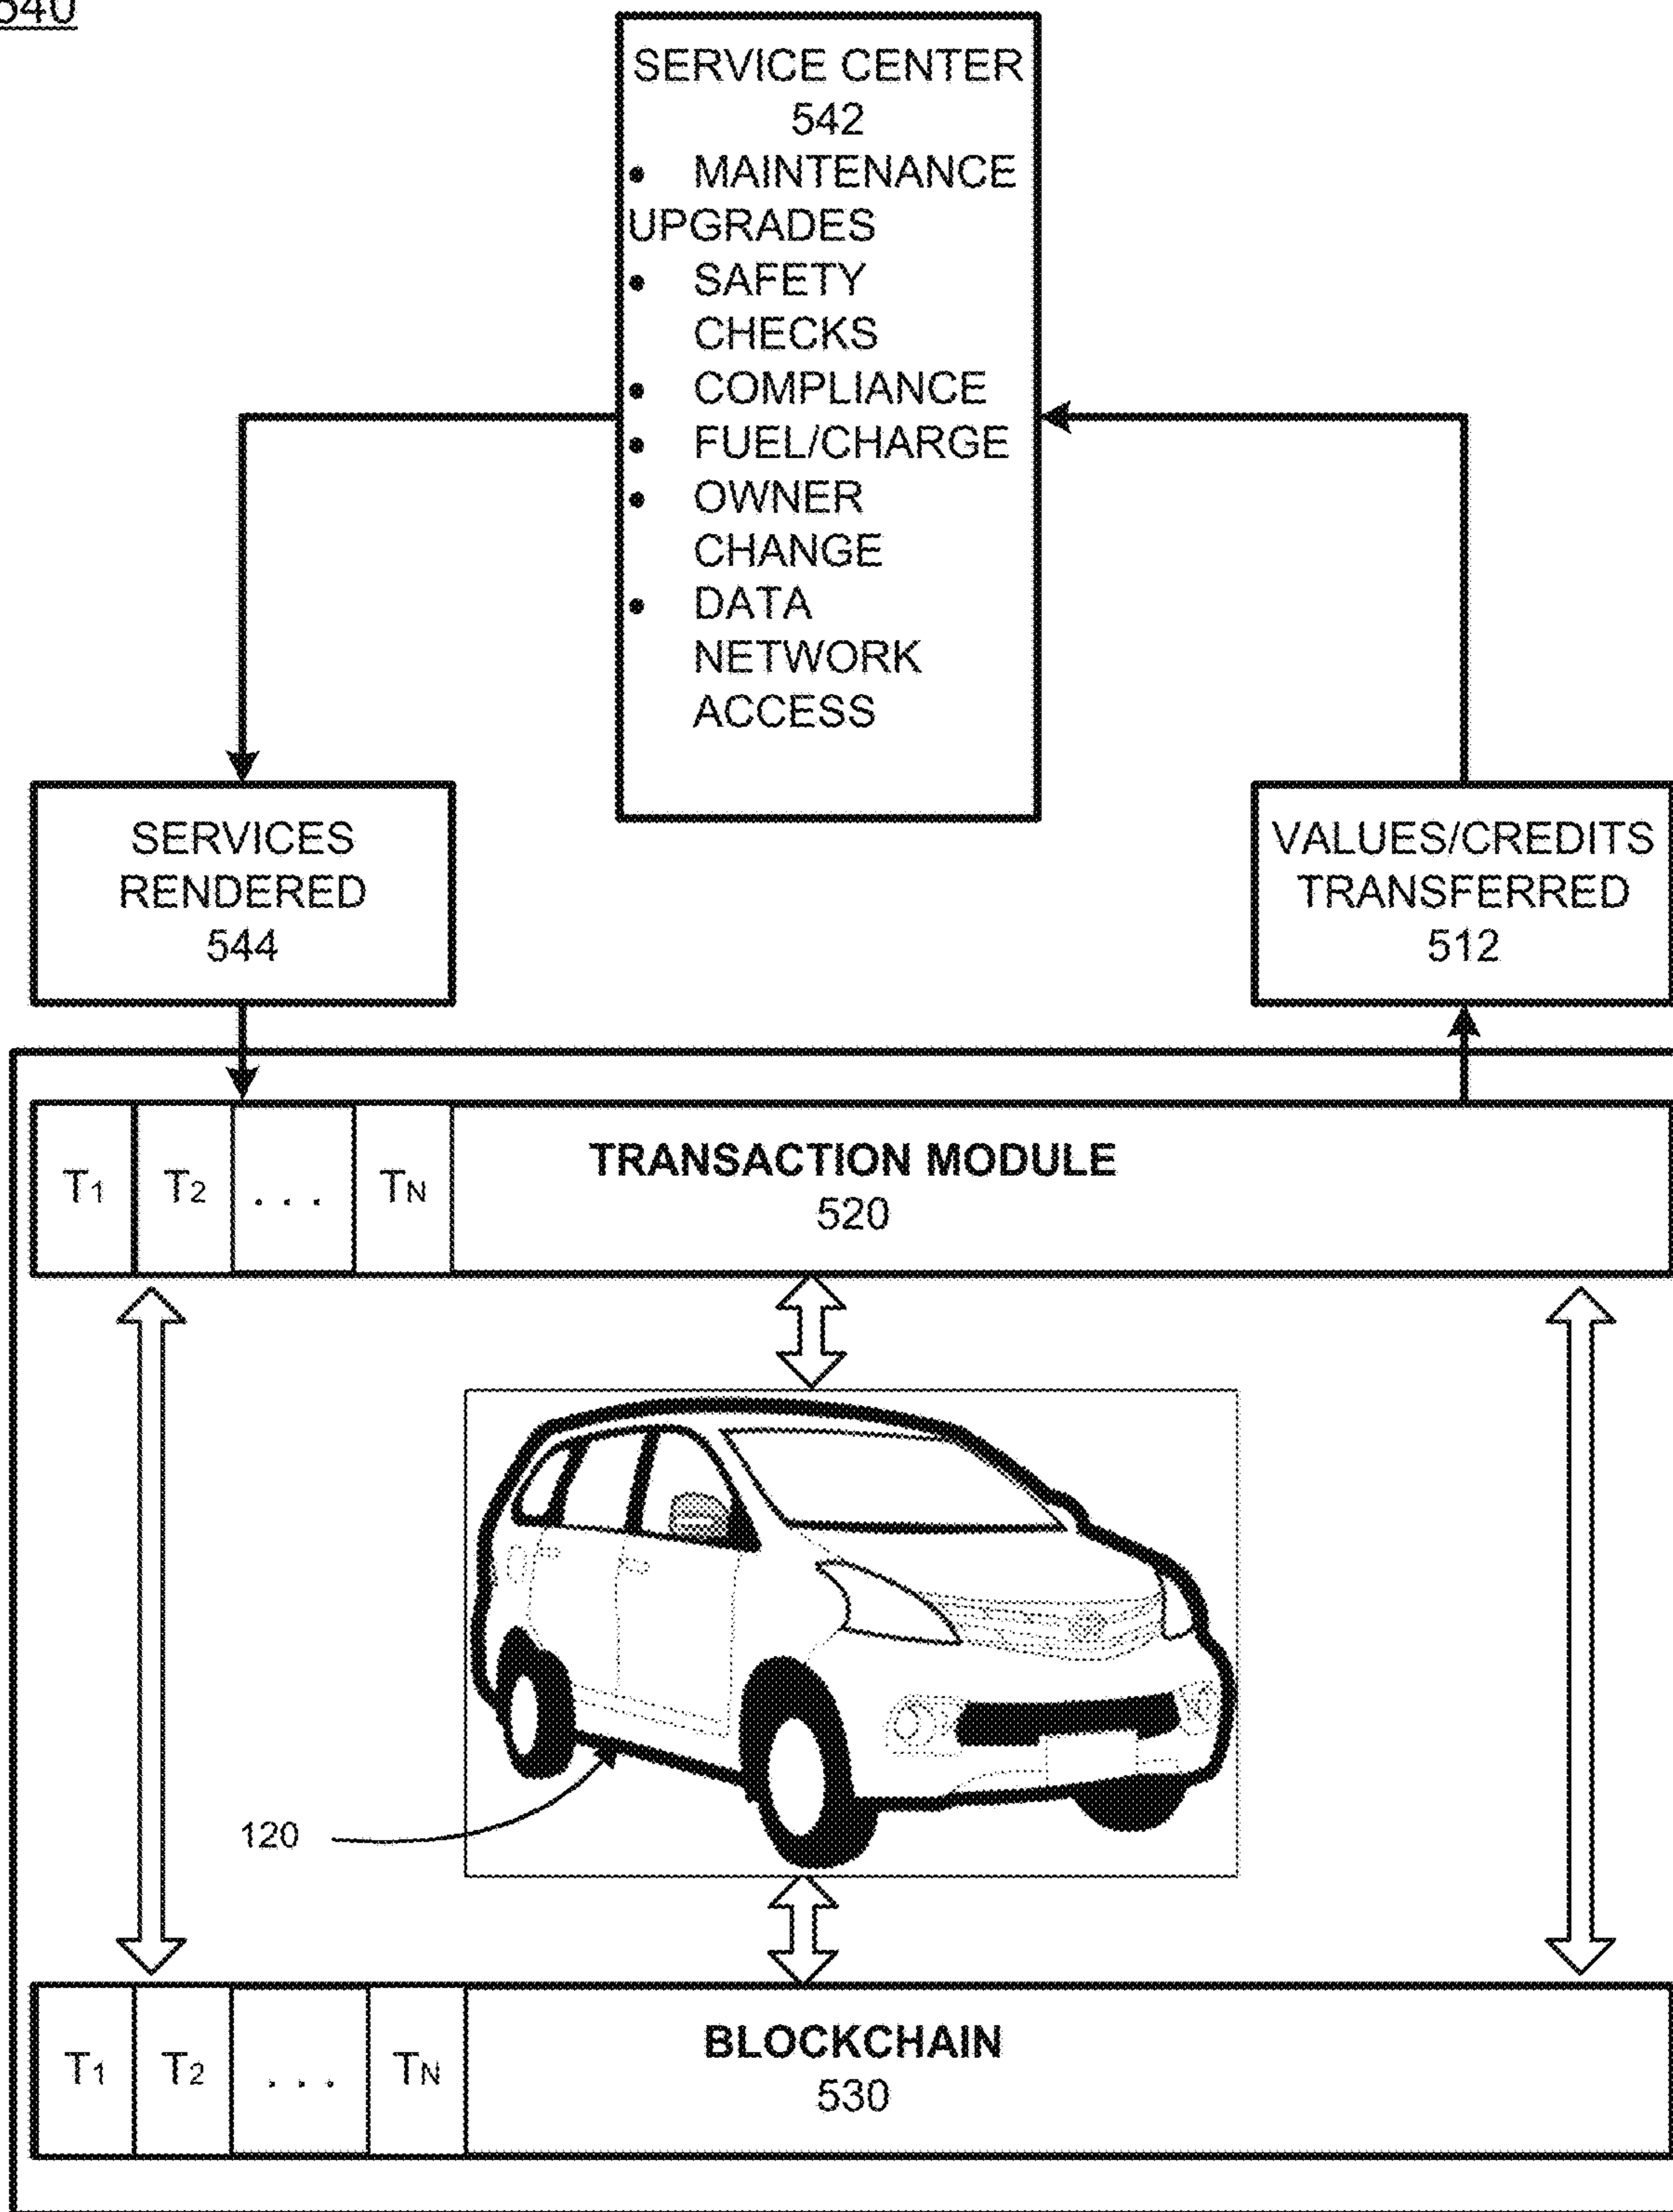 540
SERVICE CENTER
542
• MAINTENANCE
UPGRADES
• SAFETY
CHECKS
• COMPLIANCE
• FUEL/CHARGE
• OWNER
CHANGE
• DATA
NETWORK
ACCESS
SERVICES
RENDERED
544
VALUES/CREDITS
TRANSFERRED
512
T1 T2 . . . TN
TRANSACTION MODULE
520
120
T1 T2 . . . TN
BLOCKCHAIN
530